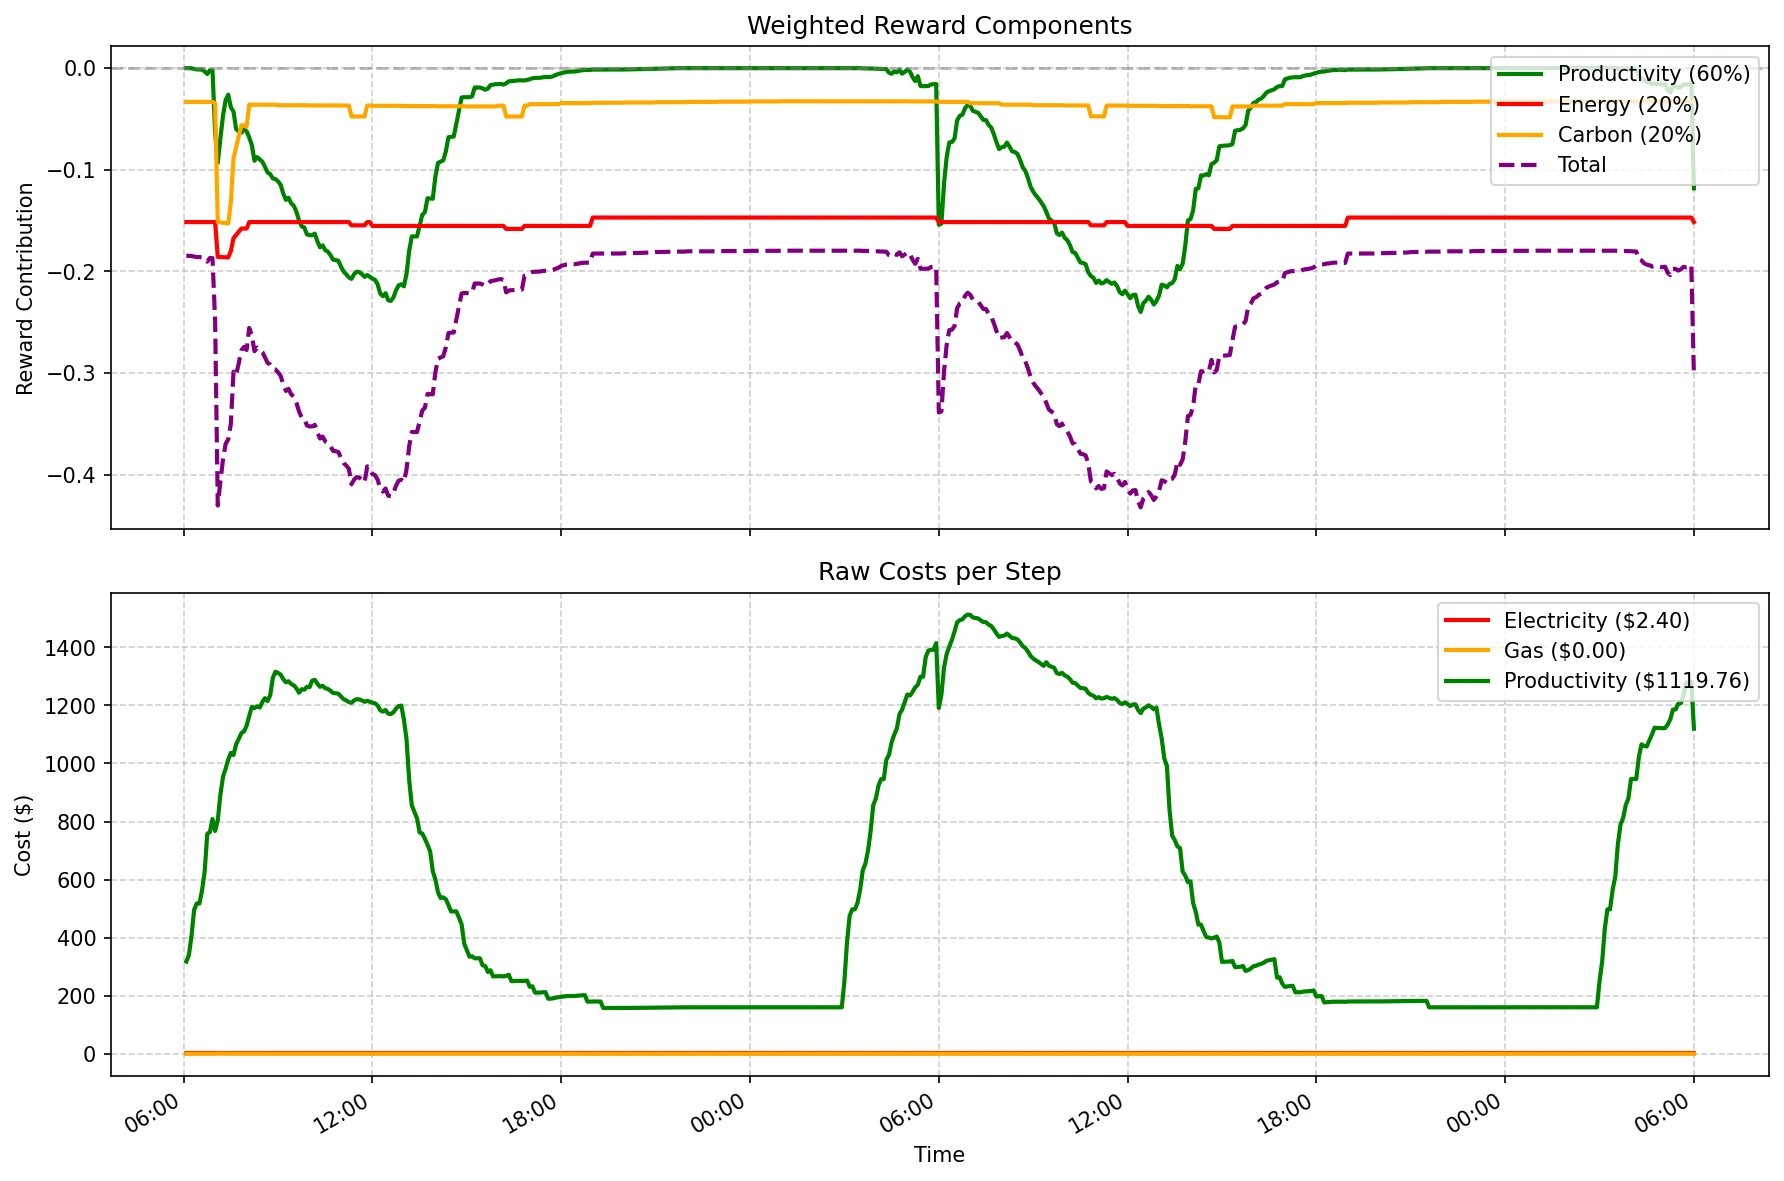 Weighted Reward Components
0.0
−0.1
−0.2
−0.3
−0.4
Reward Contribution
Productivity (60%)
Energy (20%)
Carbon (20%)
Total
Raw Costs per Step
1400
1200
1000
800
600
400
200
0
Cost ($)
Electricity ($2.40)
Gas ($0.00)
Productivity ($1119.76)
06:00 12:00 18:00 00:00 06:00 12:00 18:00 00:00 06:00
Time